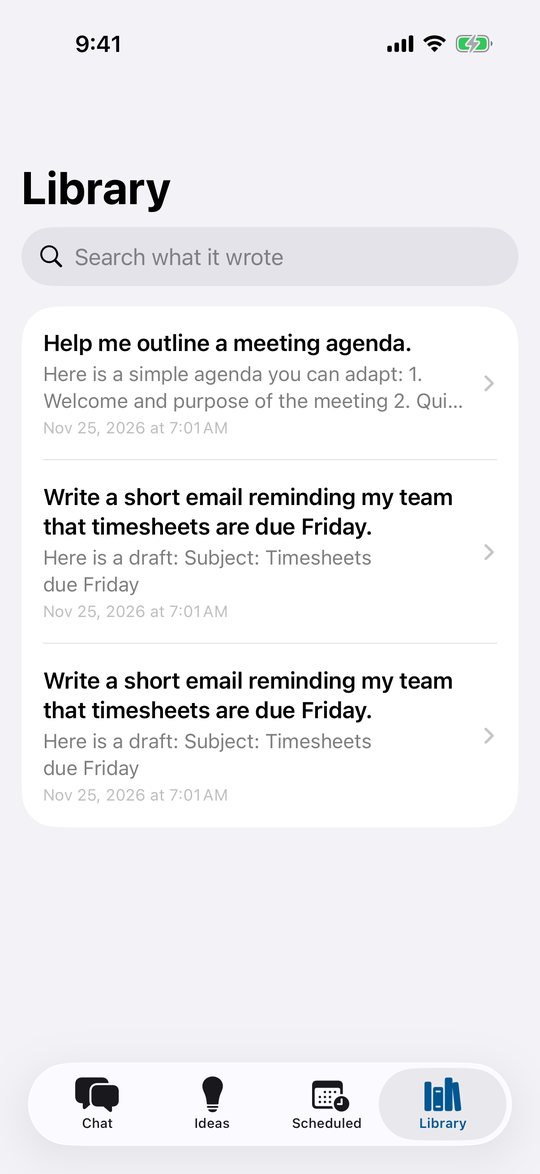 9:41
Library
Search what it wrote
Help me outline a meeting agenda.
Here is a simple agenda you can adapt: 1.
Welcome and purpose of the meeting 2. Qui...
Nov 25, 2026 at 7:01 AM
Write a short email reminding my team
that timesheets are due Friday.
Here is a draft: Subject: Timesheets
due Friday
Nov 25, 2026 at 7:01 AM
Write a short email reminding my team
that timesheets are due Friday.
Here is a draft: Subject: Timesheets
due Friday
Nov 25, 2026 at 7:01 AM
Chat
Ideas
Scheduled
Library